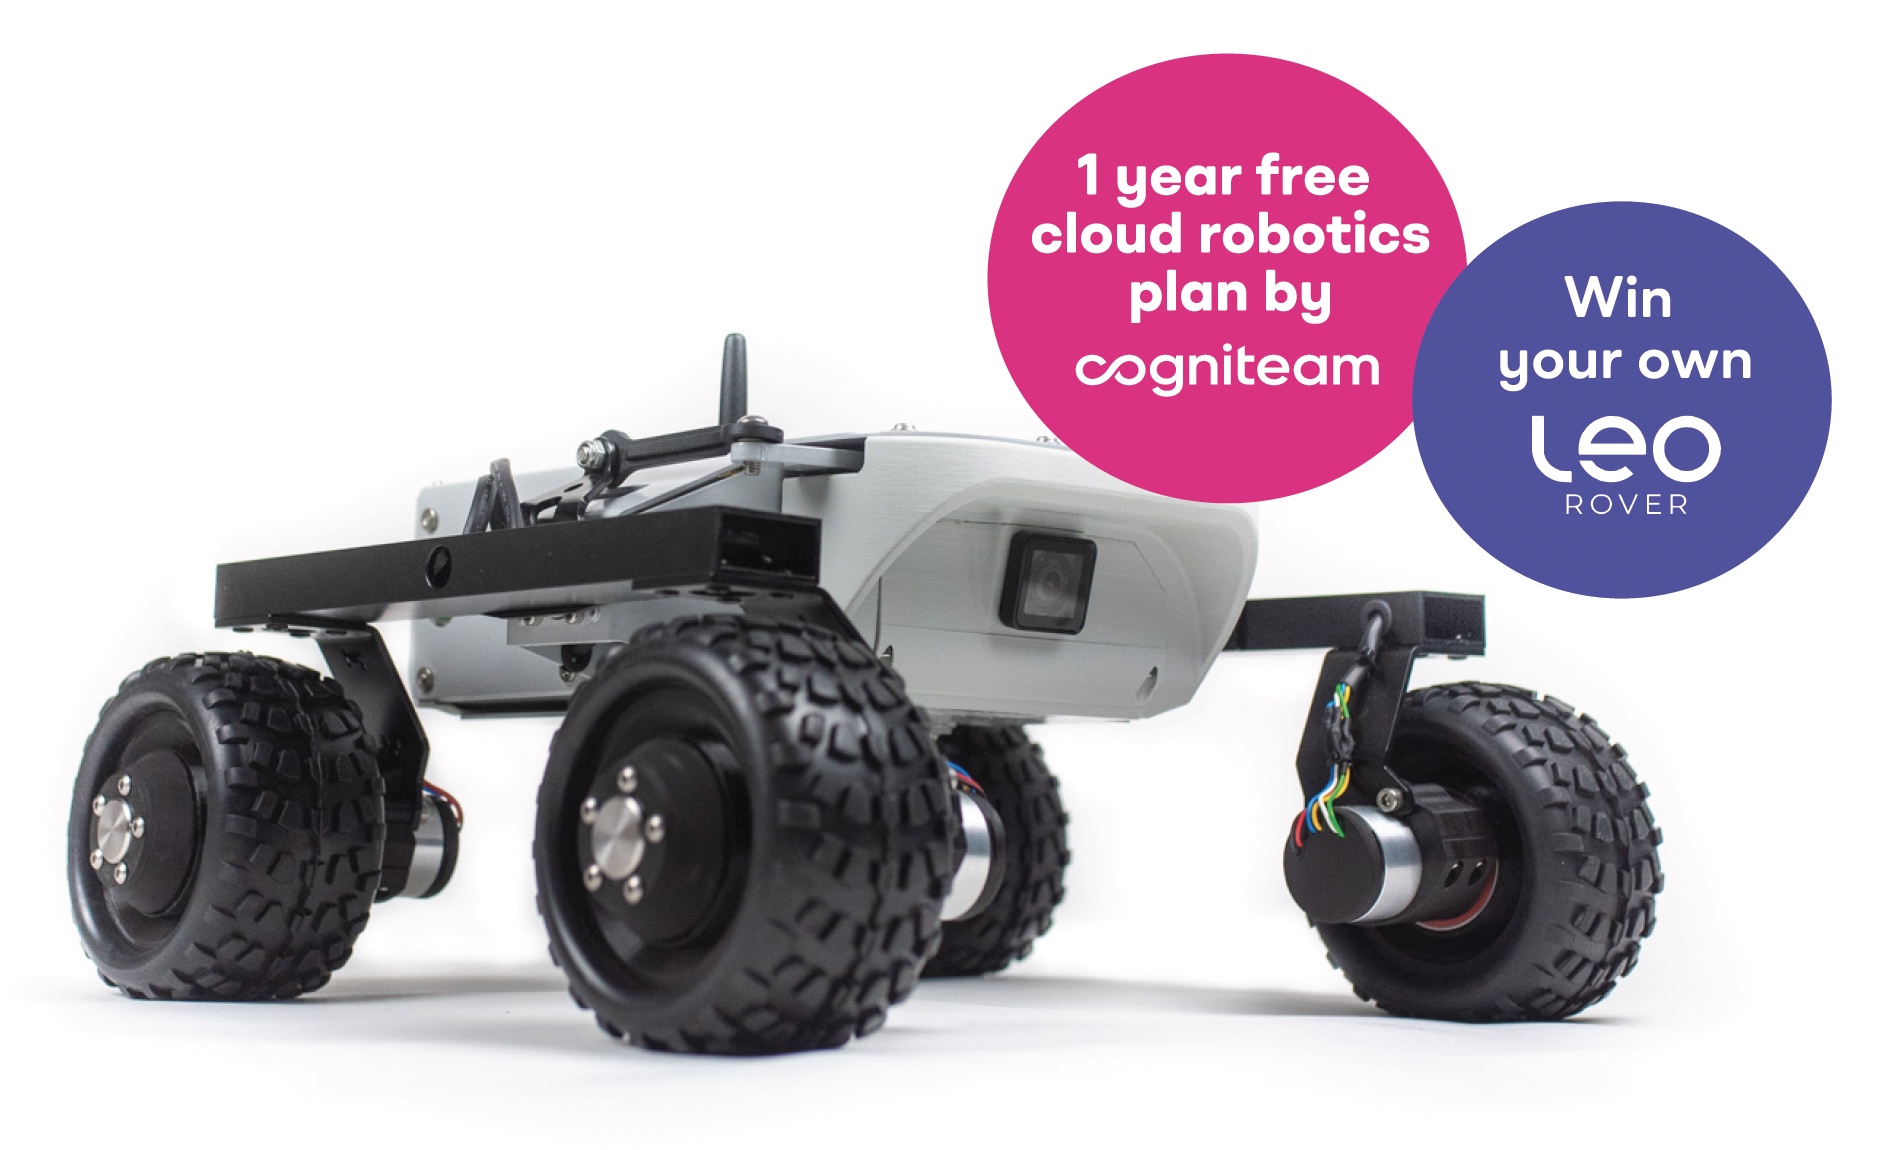 1 year free
cloud robotics
plan by
cogniteam
Win
your own
Leo
ROVER